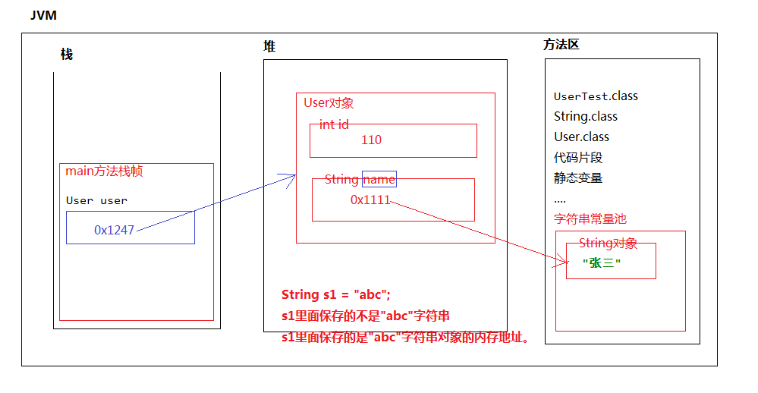 JVM
栈
堆
方法区
main方法栈帧
User user
0x1247
User对象
int id
110
String name
0x1111
String s1 = "abc";
s1里面保存的不是"abc"字符串
s1里面保存的是"abc"字符串对象的内存地址。
UserTest.class
String.class
User.class
代码片段
静态变量
....
字符串常量池
String对象
"张三"